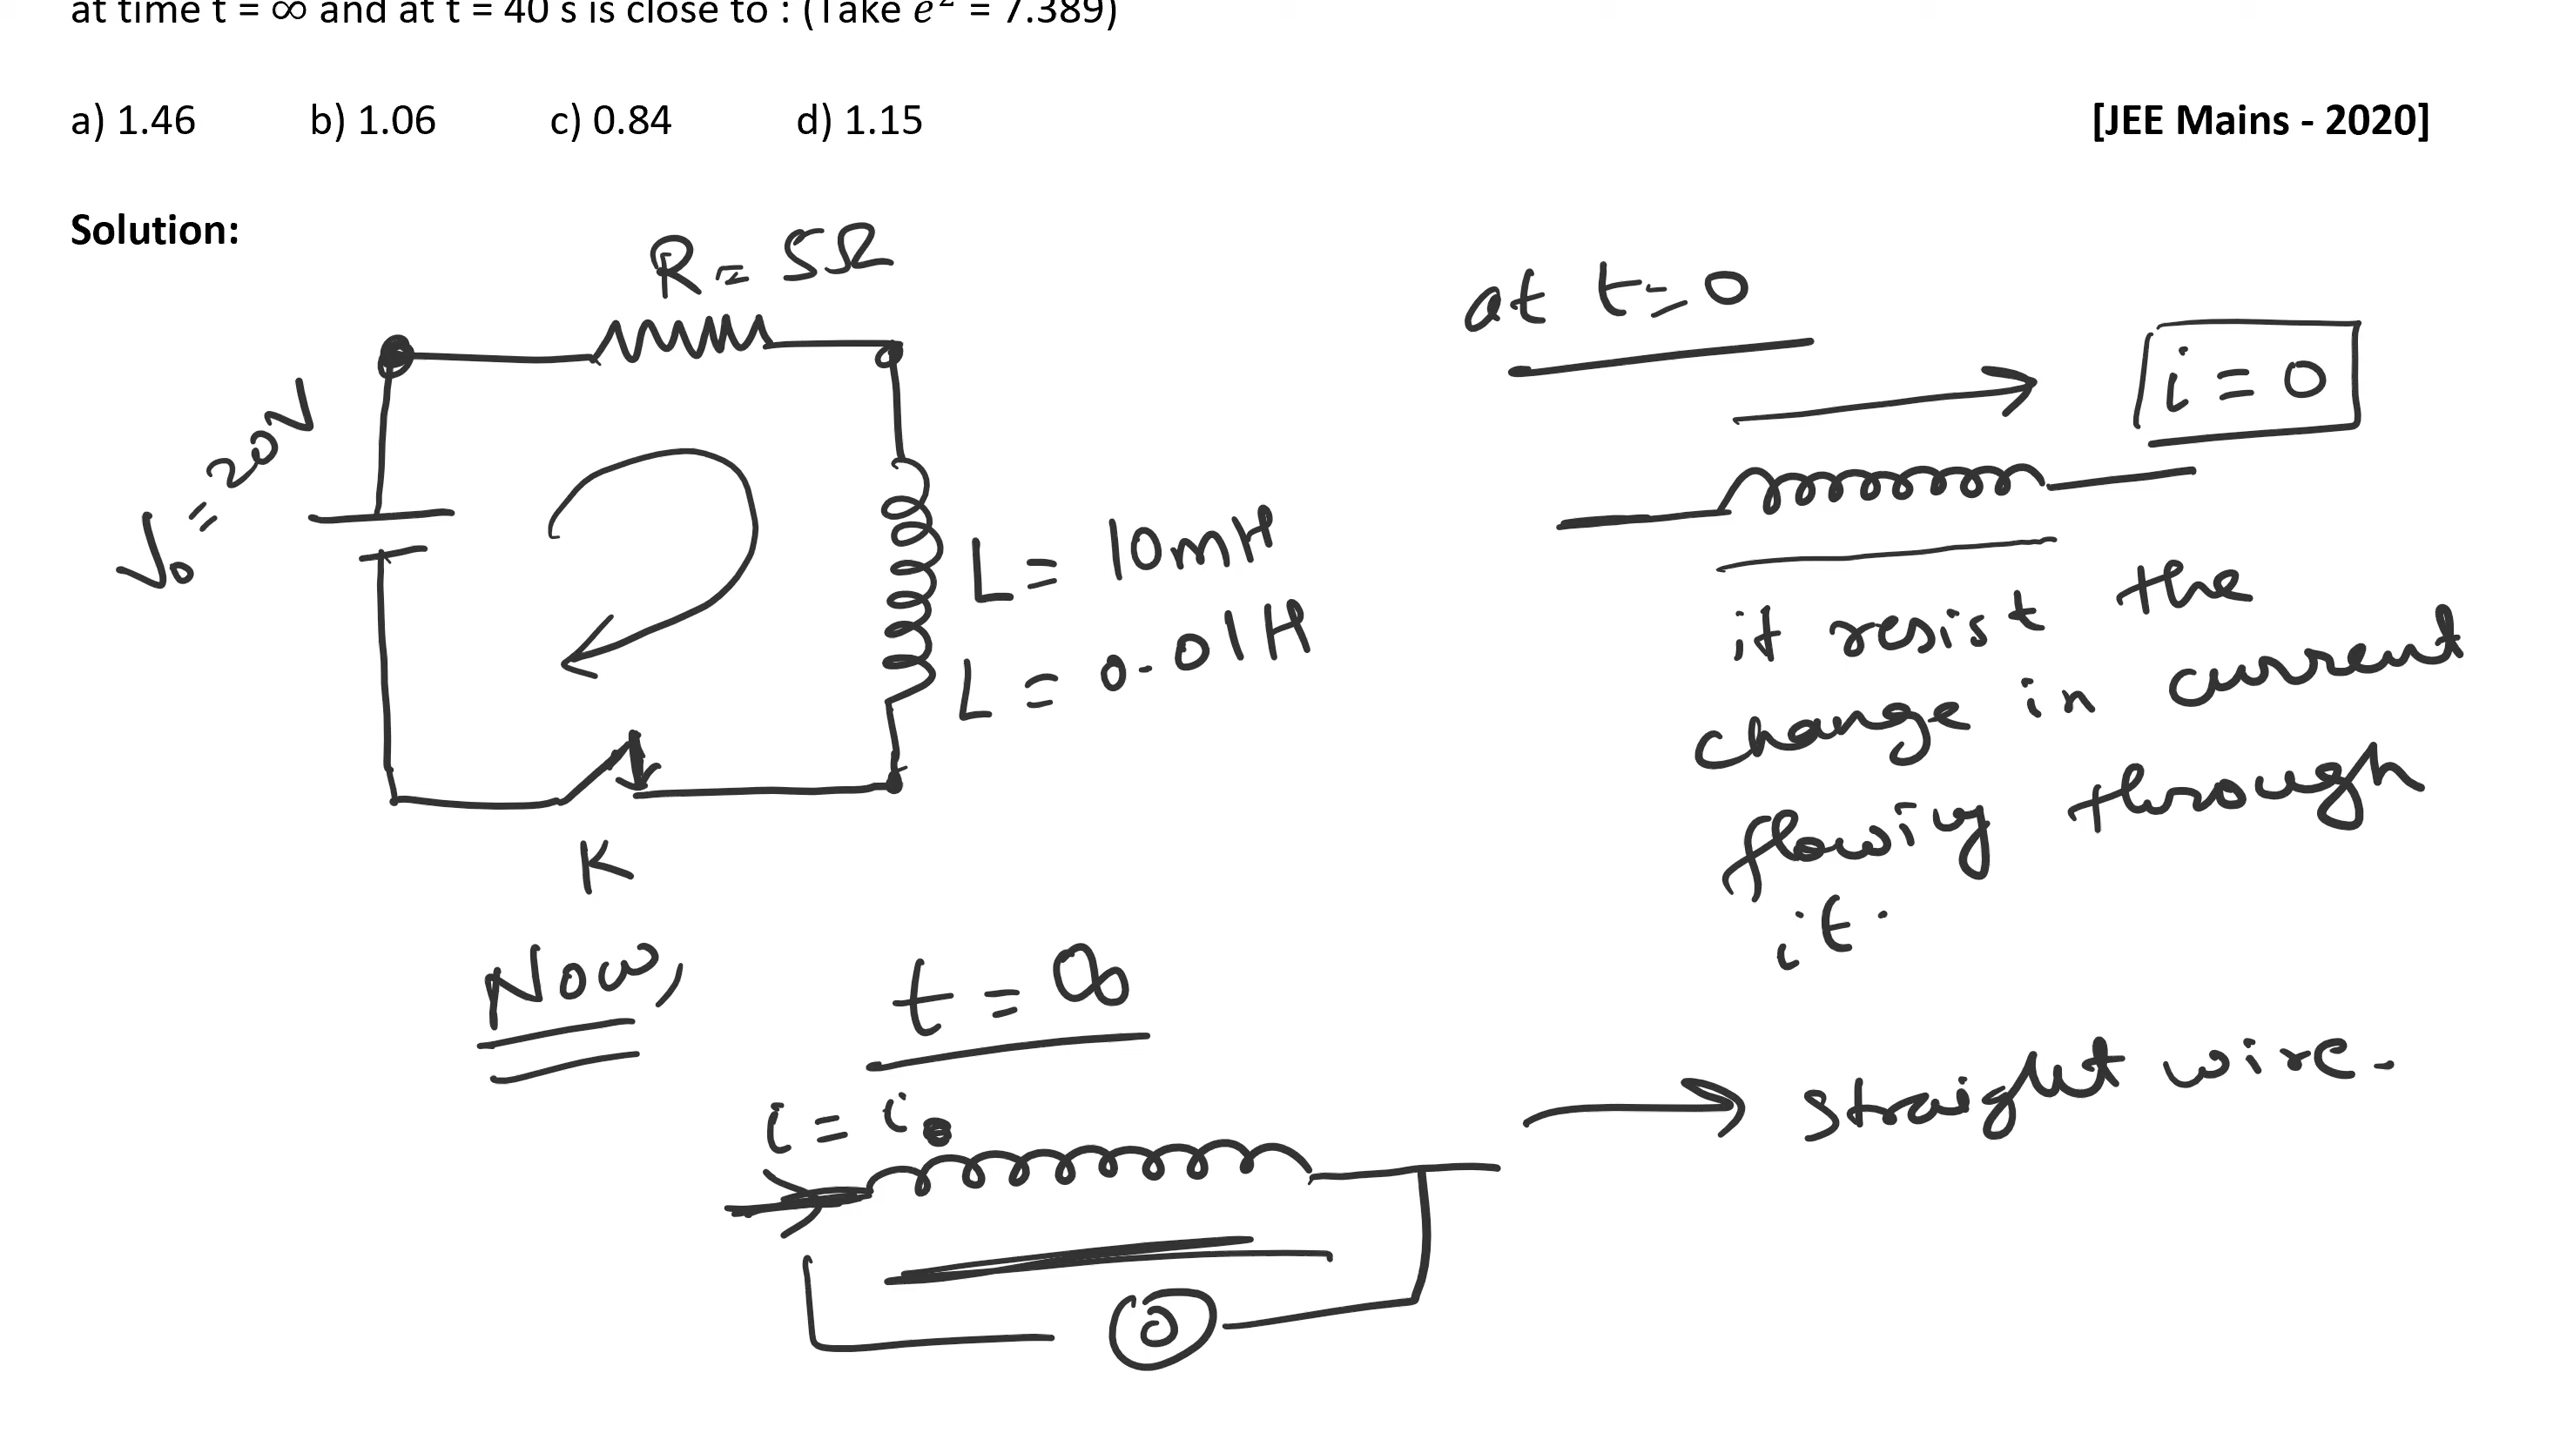 at time t = ∞ and at t = 40 s is close to : (Take e² = 7.389)
a) 1.46 b) 1.06 c) 0.84 d) 1.15 [JEE Mains - 2020]
Solution:
R = 5Ω
V₀ = 20V
L = 10mH
L = 0.01H
K
at t = 0
i = 0
it resist the
change in current
flowing through
it.
Now, t = ∞
i = i₀
→ straight wire.
0